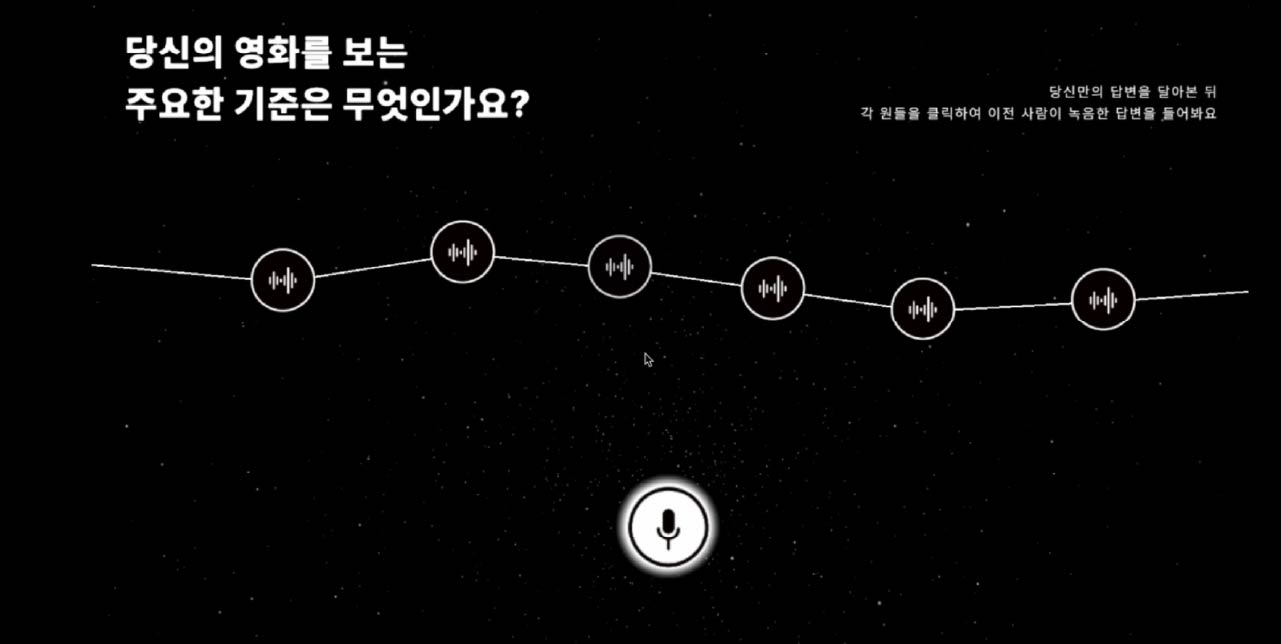 당신의 영화를 보는
주요한 기준은 무엇인가요?
당신만의 답변을 달아본 뒤
각 원들을 클릭하여 이전 사람이 녹음한 답변을 들어봐요